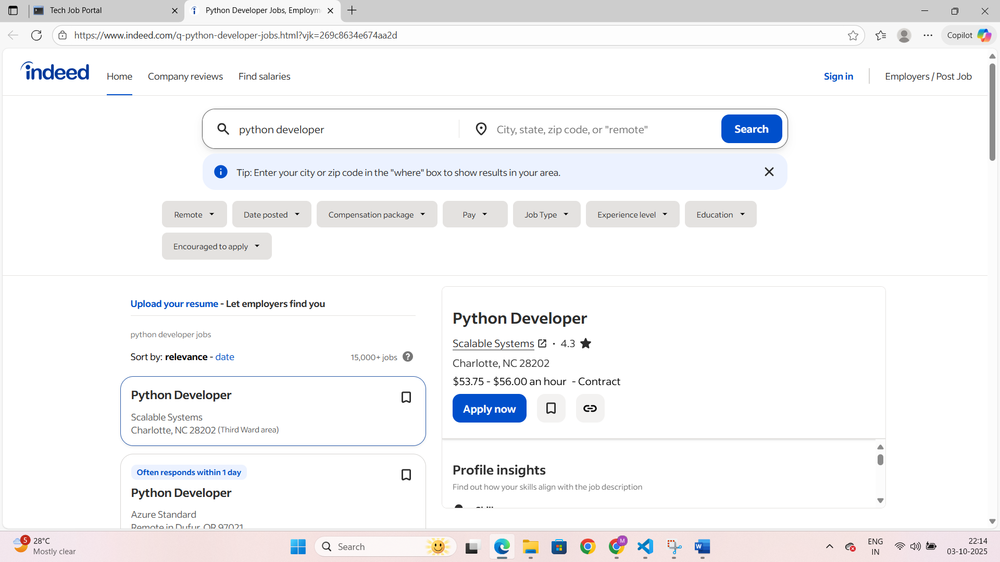 Tech Job Portal
Python Developer Jobs, Employm
https://www.indeed.com/q-python-developer-jobs.html?vjk=269c8634e674aa2d
Copilot
indeed
Home
Company reviews
Find salaries
Sign in
Employers / Post Job
python developer
City, state, zip code, or "remote"
Search
Tip: Enter your city or zip code in the "where" box to show results in your area.
Remote
Date posted
Compensation package
Pay
Job Type
Experience level
Education
Encouraged to apply
Upload your resume - Let employers find you
python developer jobs
Sort by: relevance - date
15,000+ jobs
Python Developer
Scalable Systems
Charlotte, NC 28202 (Third Ward area)
Often responds within 1 day
Python Developer
Azure Standard
Remote in Dufur, OR 97021
Python Developer
Scalable Systems · 4.3
Charlotte, NC 28202
$53.75 - $56.00 an hour - Contract
Apply now
Profile insights
Find out how your skills align with the job description
5
28°C
Mostly clear
Search
M
W
ENG
IN
22:14
03-10-2025